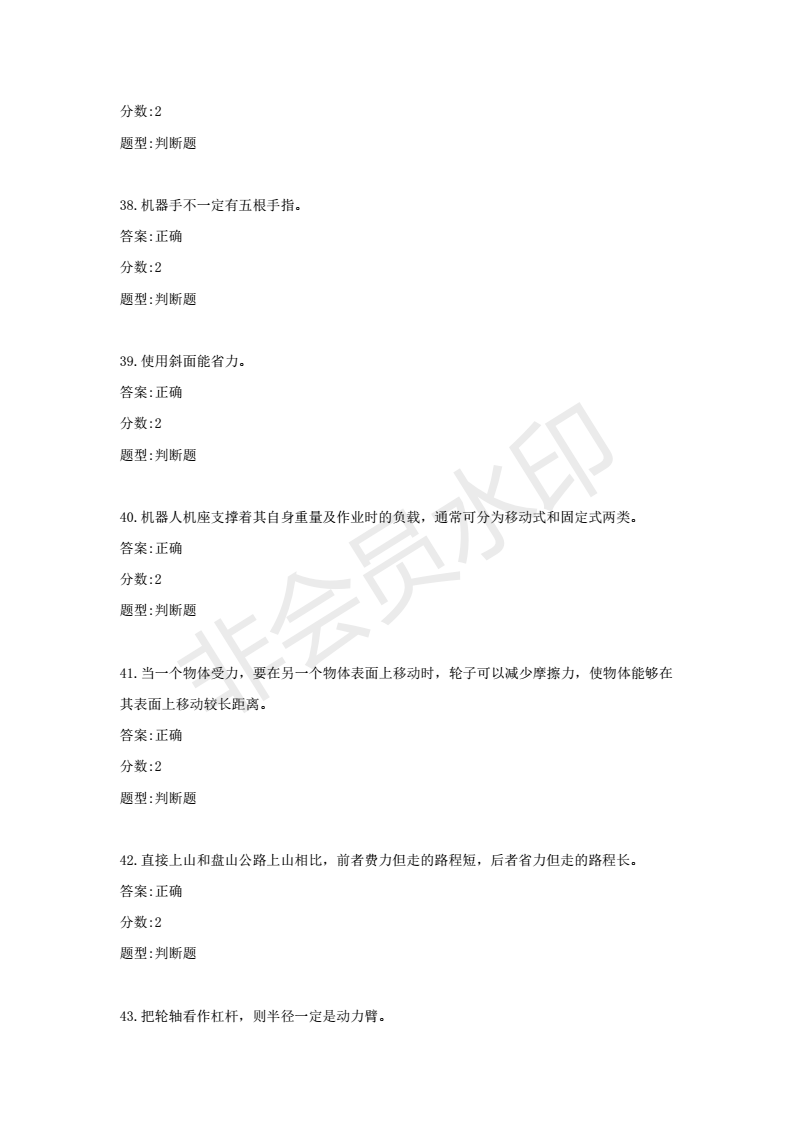 分数:2
题型:判断题
38.机器手不一定有五根手指。
答案:正确
分数:2
题型:判断题
39.使用斜面能省力。
答案:正确
分数:2
题型:判断题
40.机器人机座支撑着其自身重量及作业时的负载，通常可分为移动式和固定式两类。
答案:正确
分数:2
题型:判断题
41.当一个物体受力，要在另一个物体表面上移动时，轮子可以减少摩擦力，使物体能够在
其表面上移动较长距离。
答案:正确
分数:2
题型:判断题
42.直接上山和盘山公路上山相比，前者费力但走的路程短，后者省力但走的路程长。
答案:正确
分数:2
题型:判断题
43.把轮轴看作杠杆，则半径一定是动力臂。
非会员水印